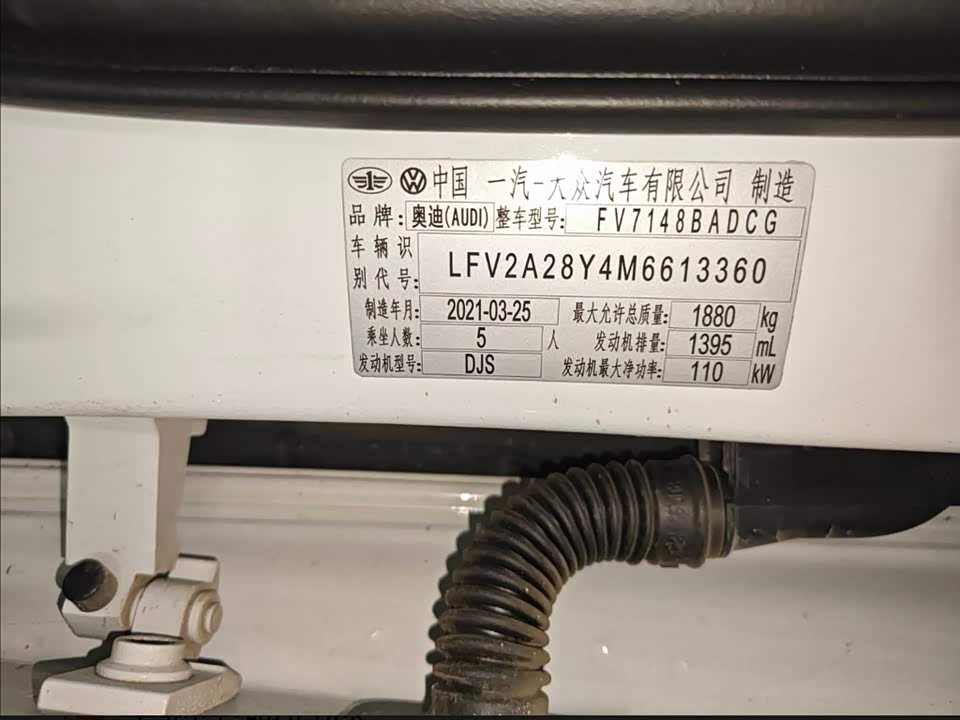 中国 一汽-大众汽车有限公司 制造
品牌: 奥迪(AUDI) 整车型号: FV7148BADCG
车辆识
别代号: LFV2A28Y4M6613360
制造年月: 2021-03-25 最大允许总质量: 1880 kg
乘坐人数: 5 人 发动机排量: 1395 mL
发动机型号: DJS 发动机最大净功率: 110 kW